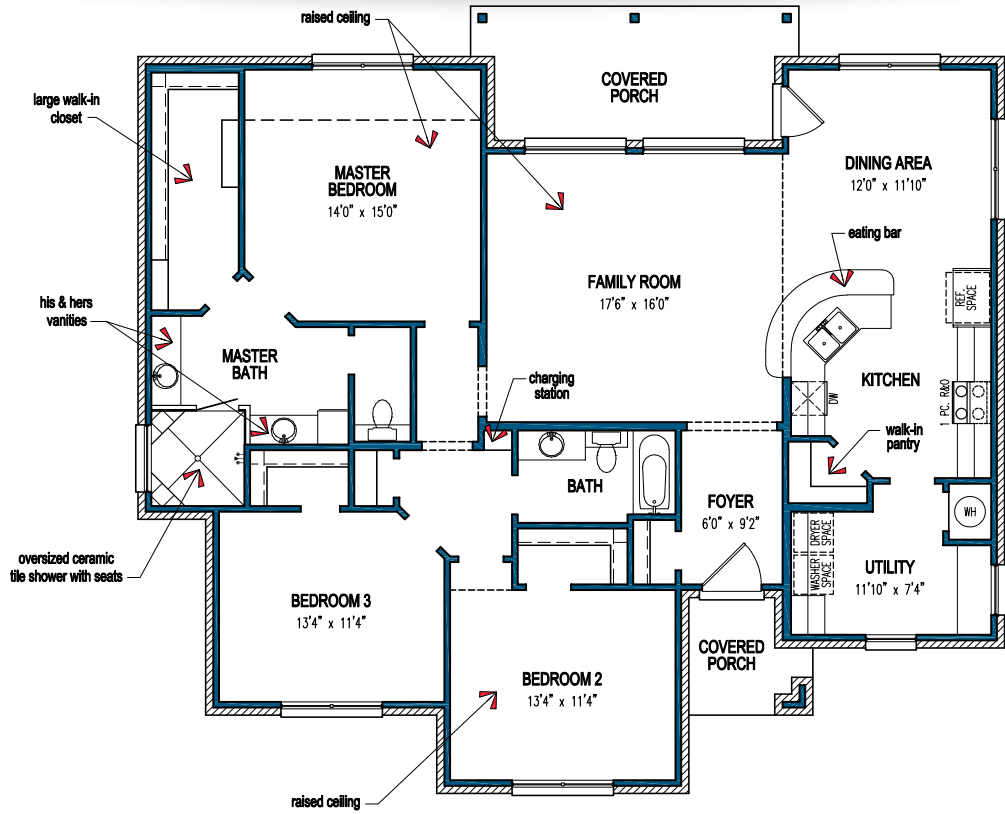 raised ceiling
COVERED
PORCH
large walk-in
closet
MASTER
BEDROOM
14'0" x 15'0"
DINING AREA
12'0" x 11'10"
eating bar
FAMILY ROOM
17'6" x 16'0"
REF.
SPACE
his & hers
vanities
MASTER
BATH
charging
station
KITCHEN
DW
1 PC. R&O
walk-in
pantry
BATH
FOYER
6'0" x 9'2"
WH
DRYER
SPACE
WASHER
SPACE
UTILITY
11'10" x 7'4"
oversized ceramic
tile shower with seats
BEDROOM 3
13'4" x 11'4"
COVERED
PORCH
BEDROOM 2
13'4" x 11'4"
raised ceiling